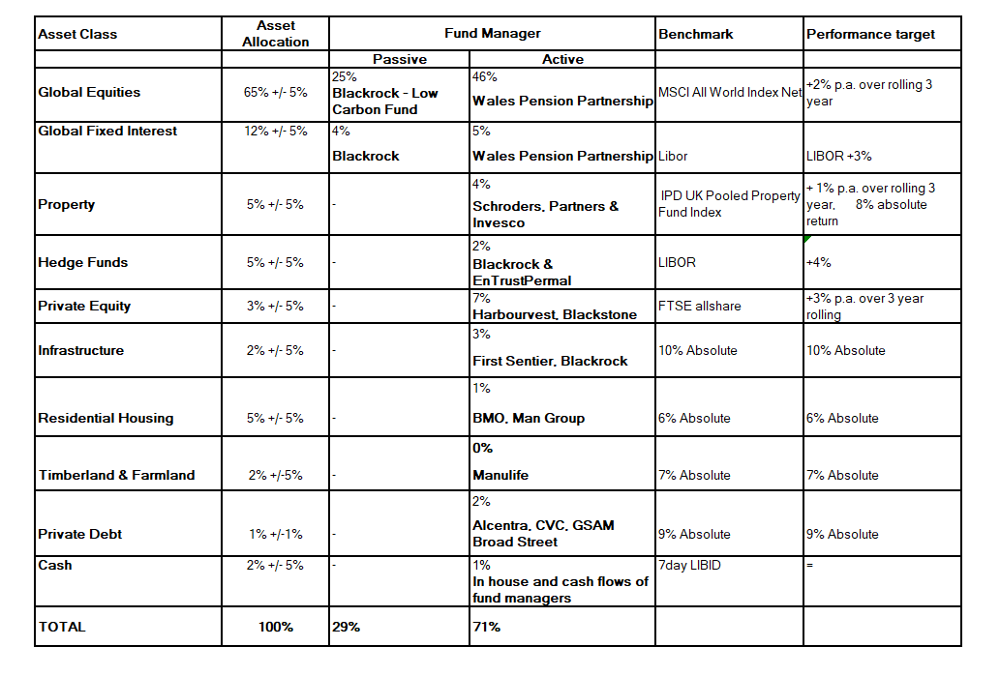 Asset Class
Asset
Allocation
Fund Manager
Benchmark
Performance target
Passive
Active
Global Equities
65% +/- 5%
25%
Blackrock - Low
Carbon Fund
46%
Wales Pension Partnership
MSCI All World Index Net
+2% p.a. over rolling 3
year
Global Fixed Interest
12% +/- 5%
4%
Blackrock
5%
Wales Pension Partnership
Libor
LIBOR +3%
Property
5% +/- 5%
-
4%
Schroders, Partners &
Invesco
IPD UK Pooled Property
Fund Index
+ 1% p.a. over rolling 3
year, 8% absolute
return
Hedge Funds
5% +/- 5%
-
2%
Blackrock &
EnTrustPermal
LIBOR
+4%
Private Equity
3% +/- 5%
-
7%
Harbourvest, Blackstone
FTSE allshare
+3% p.a. over 3 year
rolling
Infrastructure
2% +/- 5%
-
3%
First Sentier, Blackrock
10% Absolute
10% Absolute
Residential Housing
5% +/- 5%
-
1%
BMO, Man Group
6% Absolute
6% Absolute
Timberland & Farmland
2% +/-5%
-
0%
Manulife
7% Absolute
7% Absolute
Private Debt
1% +/-1%
-
2%
Alcentra, CVC, GSAM
Broad Street
9% Absolute
9% Absolute
Cash
2% +/- 5%
-
1%
In house and cash flows of
fund managers
7day LIBID
=
TOTAL
100%
29%
71%